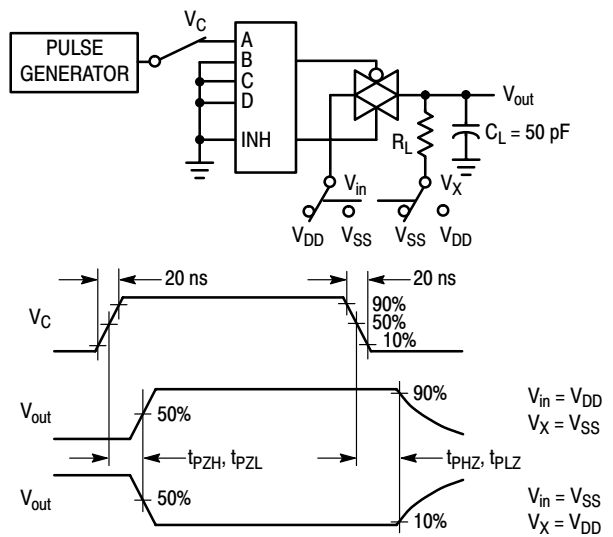 V_C
PULSE
GENERATOR
A
B
C
D
INH
V_out
R_L
C_L = 50 pF
V_in
V_X
V_DD
V_SS
V_SS
V_DD
20 ns
20 ns
V_C
90%
50%
10%
V_out
50%
90%
V_in = V_DD
V_X = V_SS
t_PZH, t_PZL
t_PHZ, t_PLZ
V_out
50%
10%
V_in = V_SS
V_X = V_DD